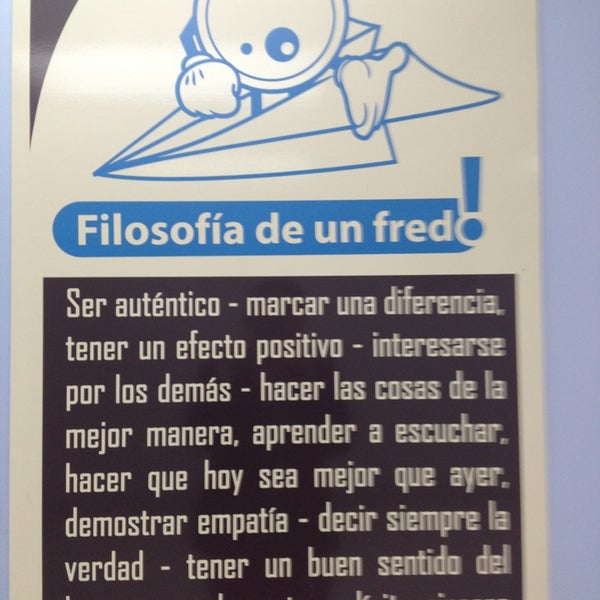 Filosofía de un fredo!
Ser auténtico - marcar una diferencia,
tener un efecto positivo - interesarse
por los demás - hacer las cosas de la
mejor manera, aprender a escuchar,
hacer que hoy sea mejor que ayer,
demostrar empatía - decir siempre la
verdad - tener un buen sentido del